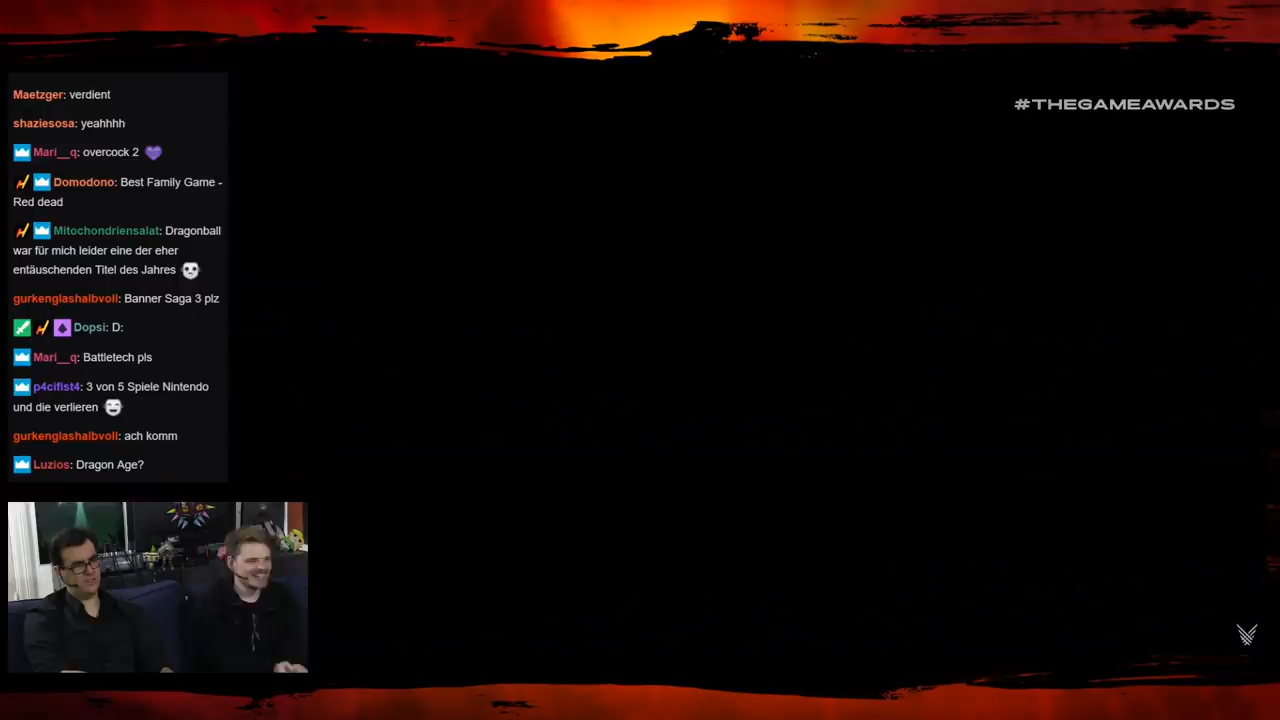 #THEGAMEAWARDS
Maetzger: verdient
shaziesosa: yeahhhh
Mari__q: overcock 2
Domodono: Best Family Game -
Red dead
Mitochondriensalat: Dragonball
war für mich leider eine der eher
entäuschenden Titel des Jahres
gurkenglashalbvoll: Banner Saga 3 plz
Dopsi: D:
Mari__q: Battletech pls
p4cifist4: 3 von 5 Spiele Nintendo
und die verlieren
gurkenglashalbvoll: ach komm
Luzios: Dragon Age?